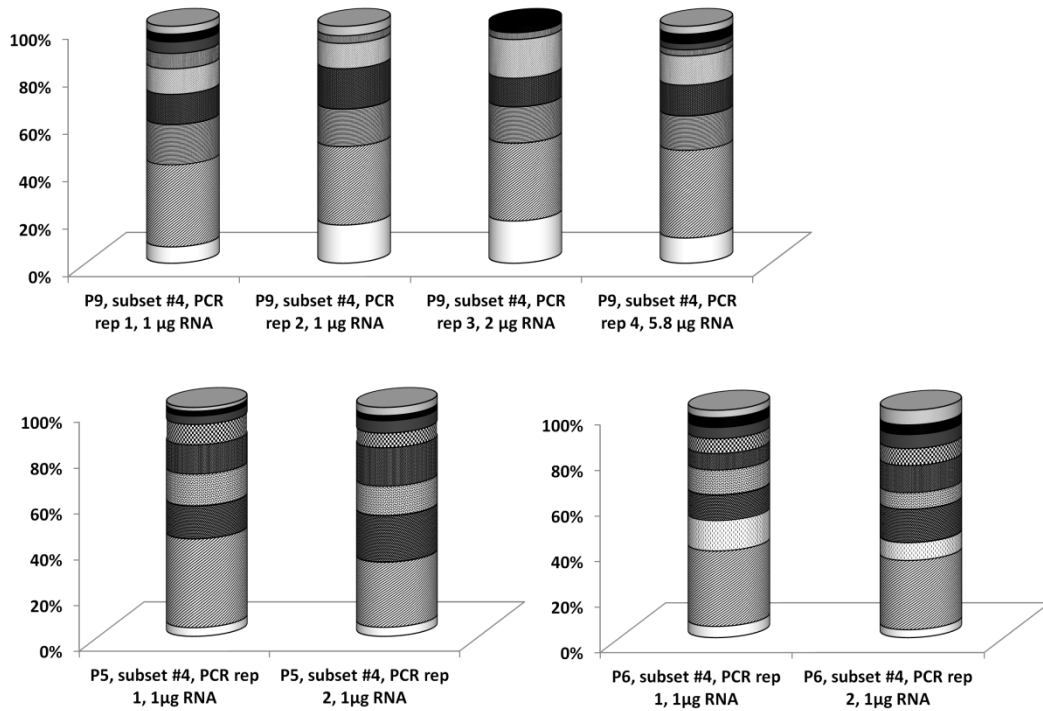 100%
80%
60%
40%
20%
0%
P9, subset #4, PCR
rep 1, 1 µg RNA
P9, subset #4, PCR
rep 2, 1 µg RNA
P9, subset #4, PCR
rep 3, 2 µg RNA
P9, subset #4, PCR
rep 4, 5.8 µg RNA
100%
80%
60%
40%
20%
0%
P5, subset #4, PCR rep
1, 1µg RNA
P5, subset #4, PCR rep
2, 1µg RNA
100%
80%
60%
40%
20%
0%
P6, subset #4, PCR rep
1, 1µg RNA
P6, subset #4, PCR rep
2, 1µg RNA